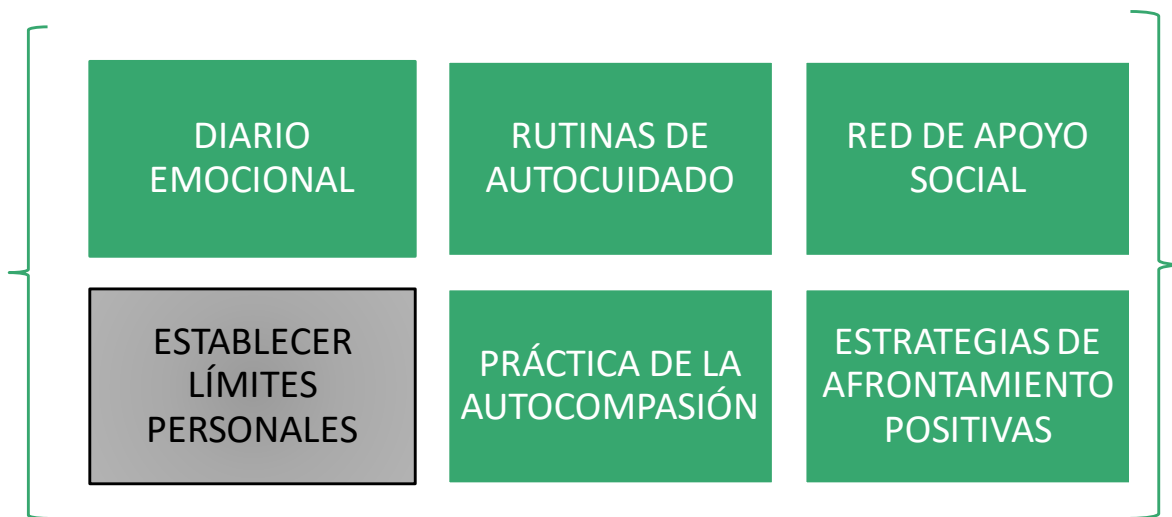 DIARIO
EMOCIONAL
RUTINAS DE
AUTOCUIDADO
RED DE APOYO
SOCIAL
ESTABLECER
LÍMITES
PERSONALES
PRÁCTICA DE LA
AUTOCOMPASIÓN
ESTRATEGIAS DE
AFRONTAMIENTO
POSITIVAS